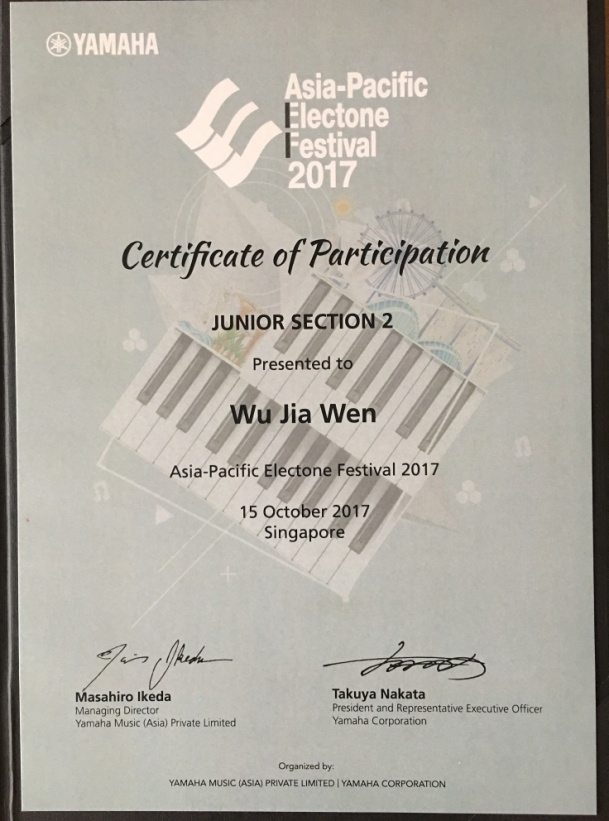 YAMAHA
Asia-Pacific
Electone
Festival
2017
Certificate of Participation
JUNIOR SECTION 2
Presented to
Wu Jia Wen
Asia-Pacific Electone Festival 2017
15 October 2017
Singapore
Masahiro Ikeda
Managing Director
Yamaha Music (Asia) Private Limited
Takuya Nakata
President and Representative Executive Officer
Yamaha Corporation
Organized by:
YAMAHA MUSIC (ASIA) PRIVATE LIMITED | YAMAHA CORPORATION